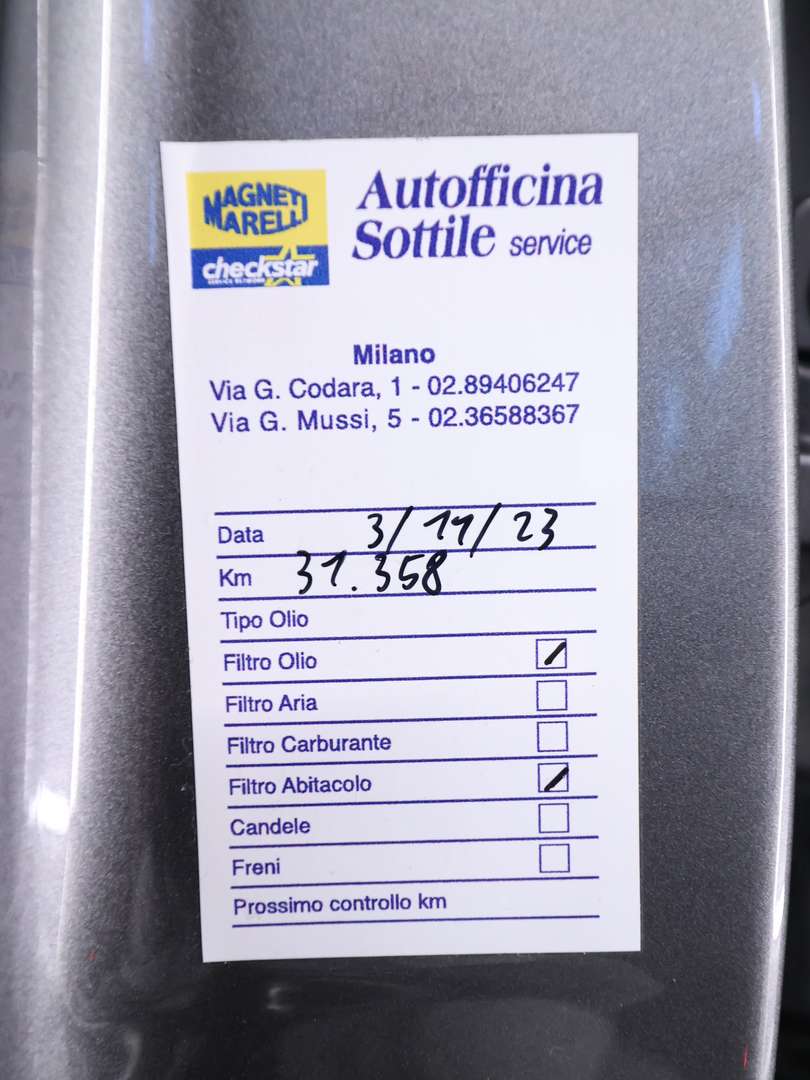 MAGNETI
MARELLI
checkstar
Autofficina
Sottile service
Milano
Via G. Codara, 1 - 02.89406247
Via G. Mussi, 5 - 02.36588367
Data 3/11/23
Km 31.358
Tipo Olio
Filtro Olio
Filtro Aria
Filtro Carburante
Filtro Abitacolo
Candele
Freni
Prossimo controllo km